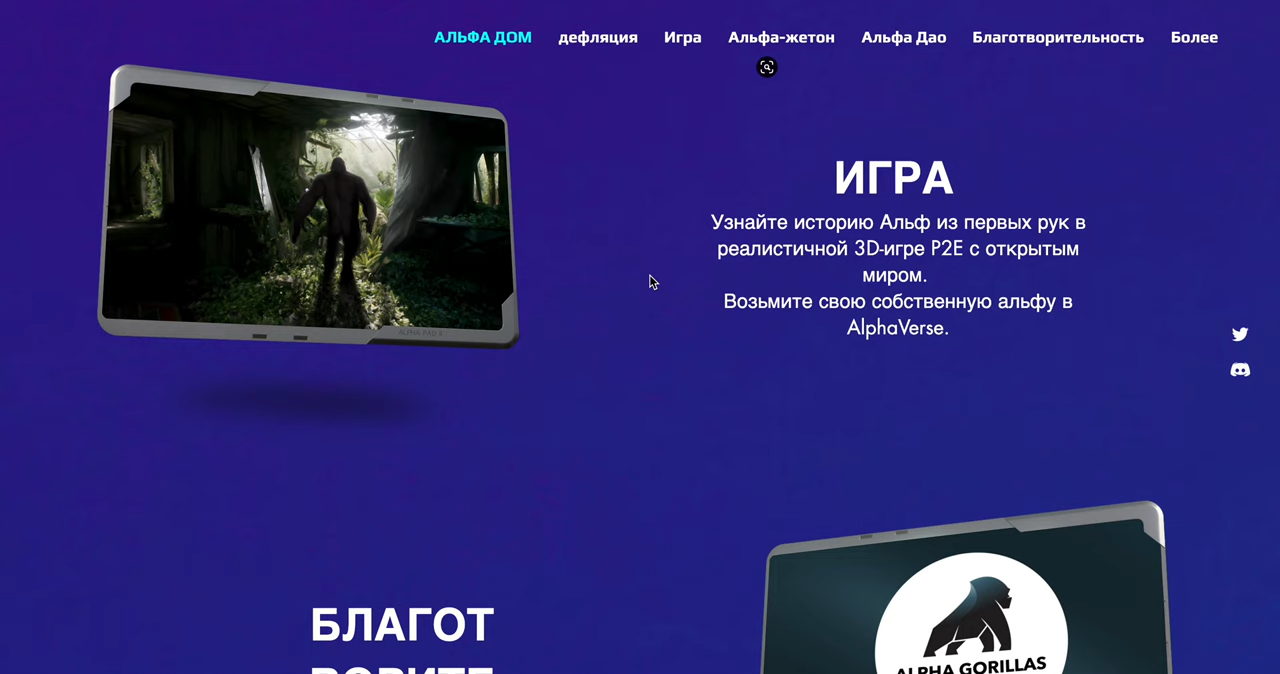 АЛЬФА ДОМ дефляция Игра Альфа-жетон Альфа Дао Благотворительность Более
ИГРА
Узнайте историю Альф из первых рук в
реалистичной 3D-игре P2E с открытым
миром.
Возьмите свою собственную альфу в
AlphaVerse.
БЛАГОТ
ВОРИТЕ
ALPHA GORILLAS